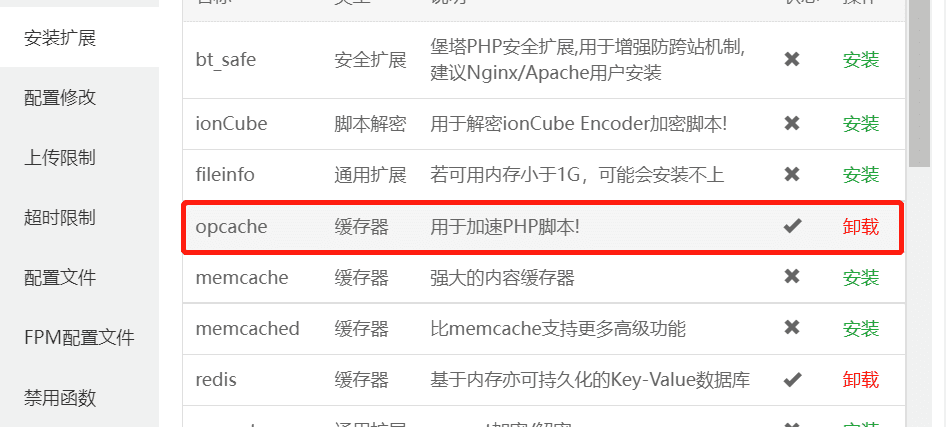 安装扩展
配置修改
上传限制
超时限制
配置文件
FPM配置文件
禁用函数
bt_safe 安全扩展 堡塔PHP安全扩展,用于增强防跨站机制,
建议Nginx/Apache用户安装 安装
ionCube 脚本解密 用于解密ionCube Encoder加密脚本! 安装
fileinfo 通用扩展 若可用内存小于1G，可能会安装不上 安装
opcache 缓存器 用于加速PHP脚本! 卸载
memcache 缓存器 强大的内容缓存器 安装
memcached 缓存器 比memcache支持更多高级功能 安装
redis 缓存器 基于内存亦可持久化的Key-Value数据库 卸载